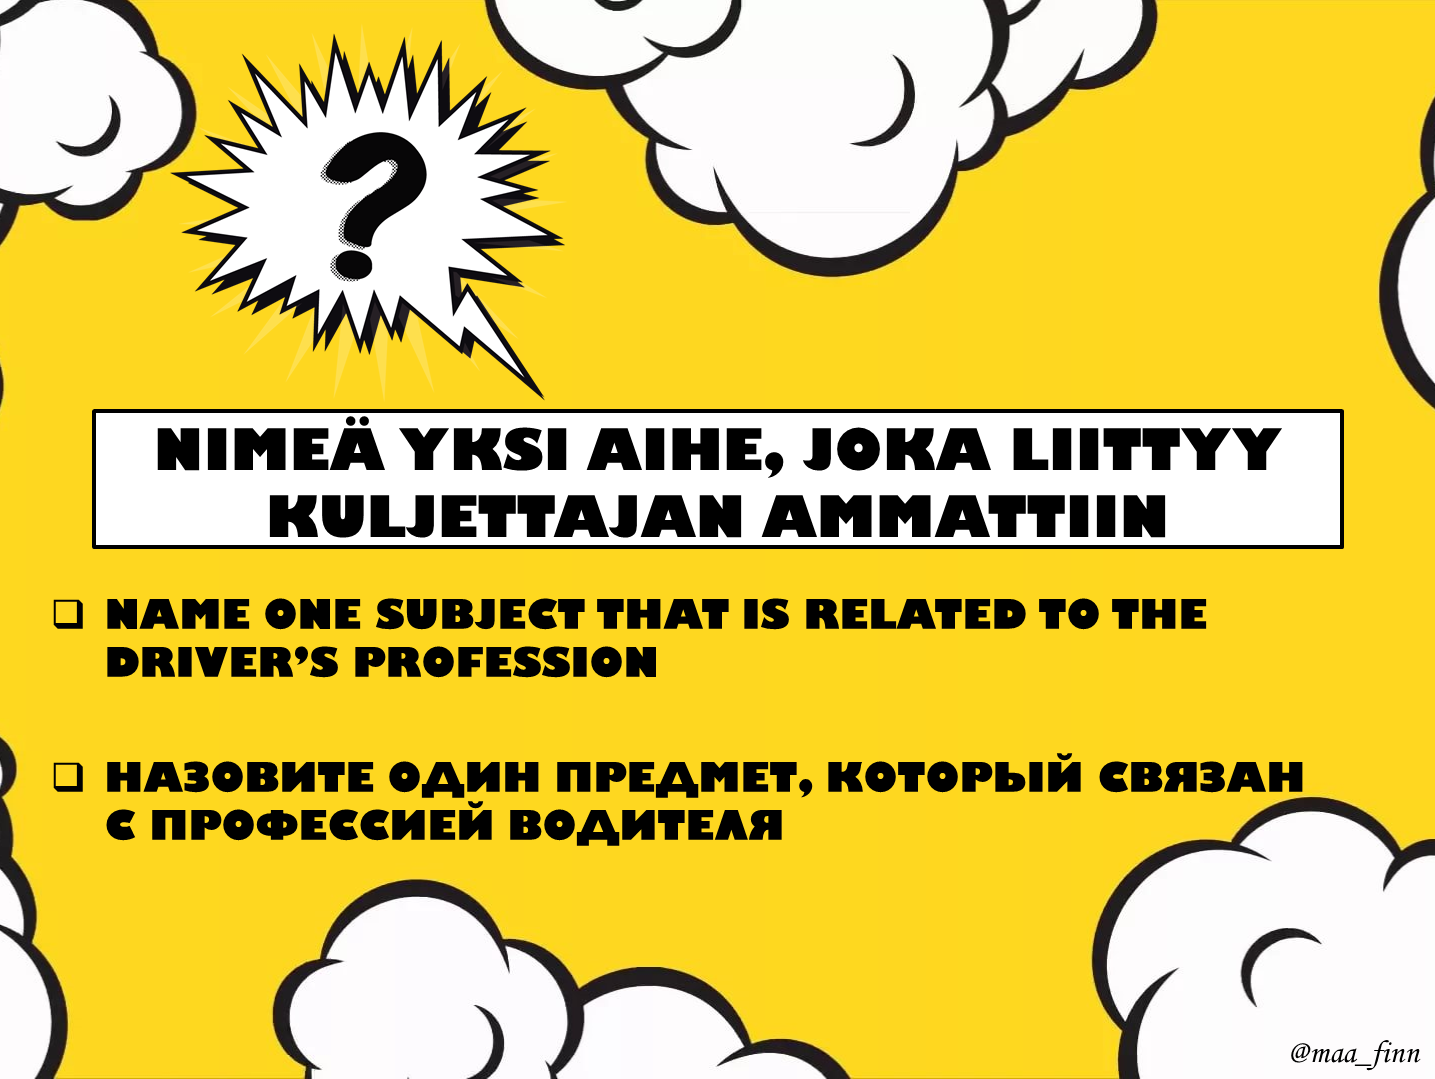 ?
NIMEÄ YKSI AIHE, JOKA LIITTYY
KULJETTAJAN AMMATTIIN
❑ NAME ONE SUBJECT THAT IS RELATED TO THE
DRIVER’S PROFESSION
❑ НАЗОВИТЕ ОДИН ПРЕДМЕТ, КОТОРЫЙ СВЯЗАН
С ПРОФЕССИЕЙ ВОДИТЕЛЯ
@maa_finn